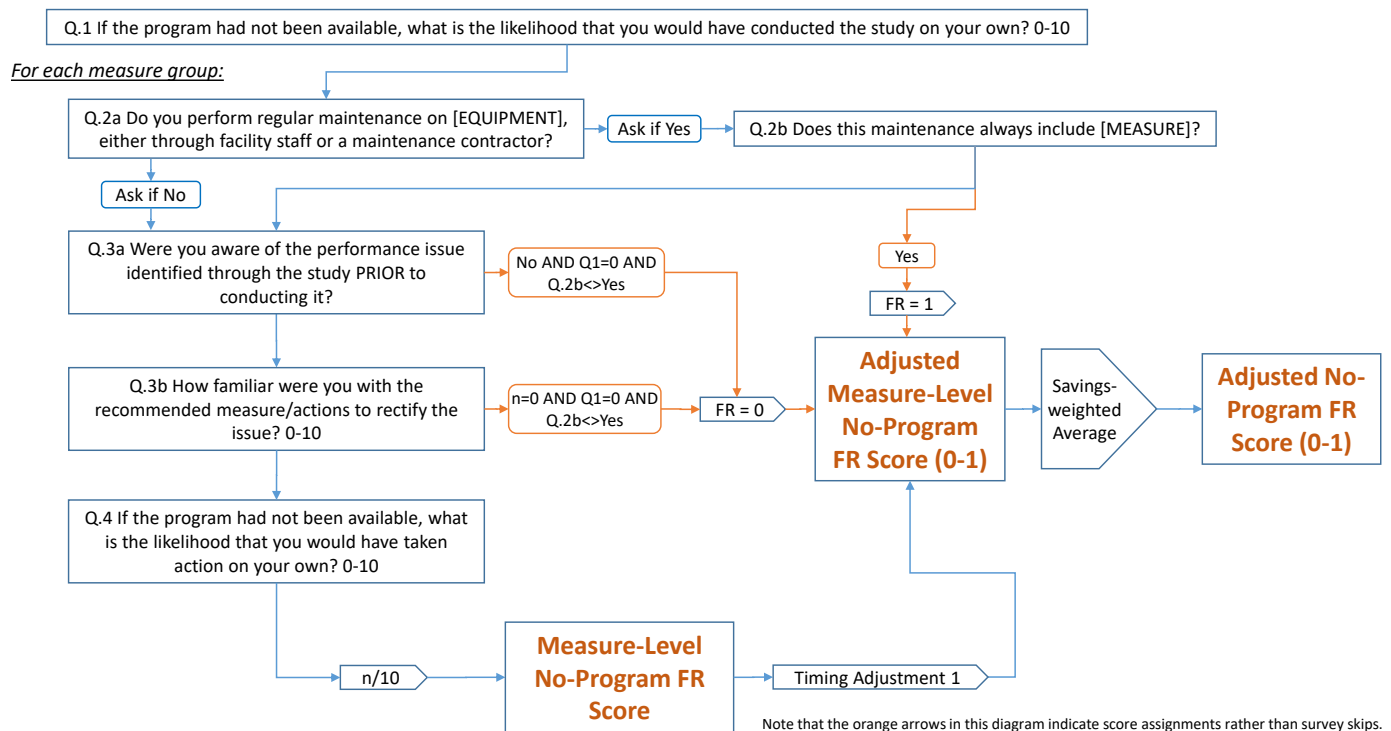 Q.1 If the program had not been available, what is the likelihood that you would have conducted the study on your own? 0-10
For each measure group:
Q.2a Do you perform regular maintenance on [EQUIPMENT],
either through facility staff or a maintenance contractor?
Ask if Yes
Q.2b Does this maintenance always include [MEASURE]?
Ask if No
Q.3a Were you aware of the performance issue
identified through the study PRIOR to
conducting it?
No AND Q1=0 AND
Q.2b<>Yes
Yes
FR = 1
Q.3b How familiar were you with the
recommended measure/actions to rectify the
issue? 0-10
n=0 AND Q1=0 AND
Q.2b<>Yes
FR = 0
Adjusted
Measure-Level
No-Program
FR Score (0-1)
Savings-
weighted
Average
Adjusted No-
Program FR
Score (0-1)
Q.4 If the program had not been available, what
is the likelihood that you would have taken
action on your own? 0-10
n/10
Measure-Level
No-Program FR
Score
Timing Adjustment 1
Note that the orange arrows in this diagram indicate score assignments rather than survey skips.